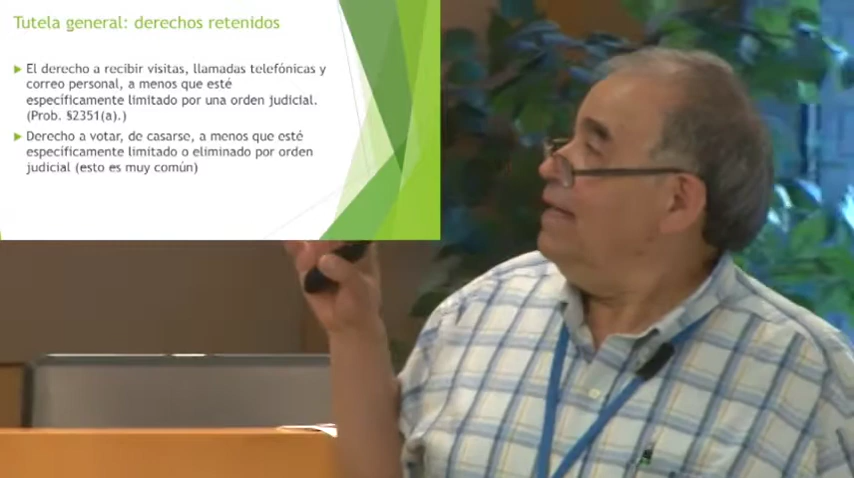 Tutela general: derechos retenidos
El derecho a recibir visitas, llamadas telefónicas y
correo personal, a menos que esté
específicamente limitado por una orden judicial.
(Prob. §2351(a).)
Derecho a votar, de casarse, a menos que esté
específicamente limitado o eliminado por orden
judicial (esto es muy común)